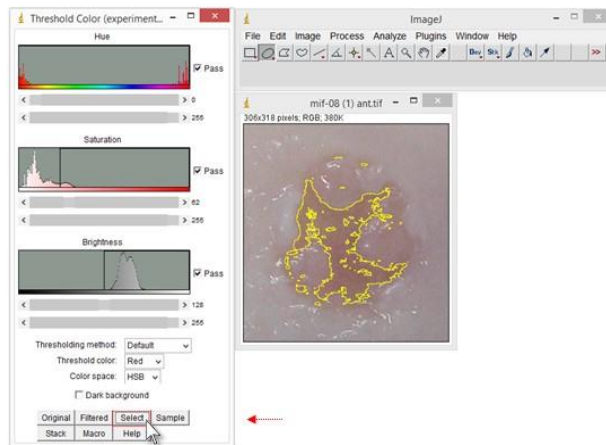 Threshold Color (experiment...
Hue
Pass
0
255
Saturation
Pass
62
255
Brightness
Pass
128
255
Thresholding method: Default
Threshold color: Red
Color space: HSB
Dark background
Original Filtered Select Sample
Stack Macro Help
ImageJ
File Edit Image Process Analyze Plugins Window Help
Dev Stk >>
mif-08 (1) ant.tif
306x318 pixels; RGB; 380K